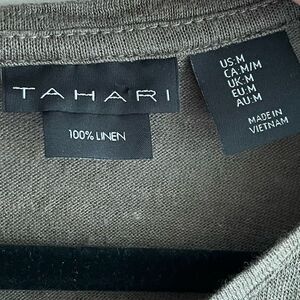 TAHARI
100% LINEN
US:M
CA:M/M
UK:M
EU:M
AU:M
MADE IN
VIETNAM